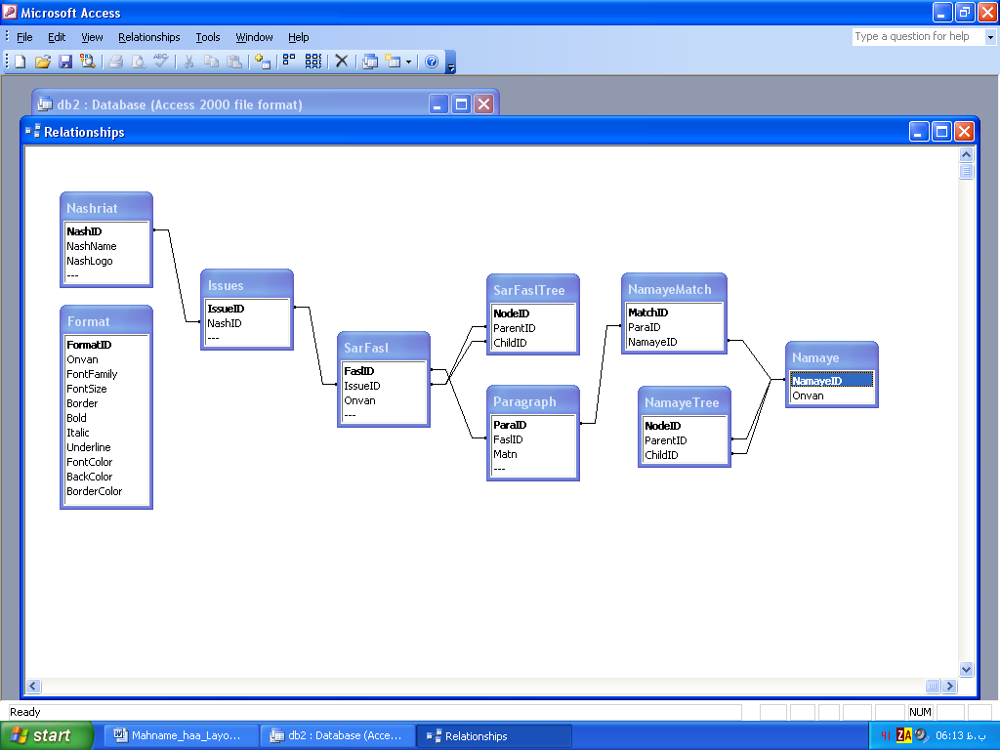 Microsoft Access
File Edit View Relationships Tools Window Help
Type a question for help
db2 : Database (Access 2000 file format)
Relationships
Nashriat
NashID
NashName
NashLogo
---
Format
FormatID
Onvan
FontFamily
FontSize
Border
Bold
Italic
Underline
FontColor
BackColor
BorderColor
Issues
IssueID
NashID
---
SarFasl
FaslID
IssueID
Onvan
---
SarFaslTree
NodeID
ParentID
ChildID
Paragraph
ParaID
FaslID
Matn
---
NamayeMatch
MatchID
ParaID
NamayeID
NamayeTree
NodeID
ParentID
ChildID
Namaye
NamayeID
Onvan
Ready
NUM
start
Mahname_haa_Layo...
db2 : Database (Acce...
Relationships
ZA
06:13 ب.ظ